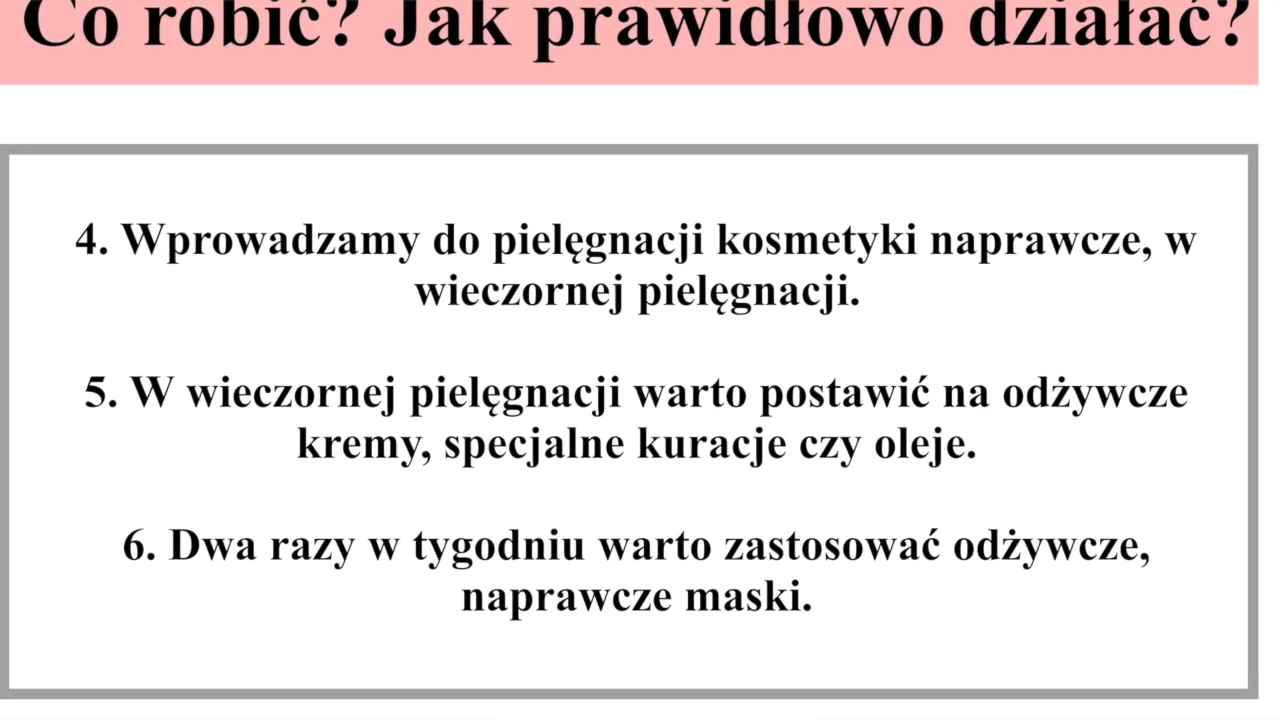 Co robić? Jak prawidłowo działać?
4. Wprowadzamy do pielęgnacji kosmetyki naprawcze, w
wieczornej pielęgnacji.
5. W wieczornej pielęgnacji warto postawić na odżywcze
kremy, specjalne kuracje czy oleje.
6. Dwa razy w tygodniu warto zastosować odżywcze,
naprawcze maski.